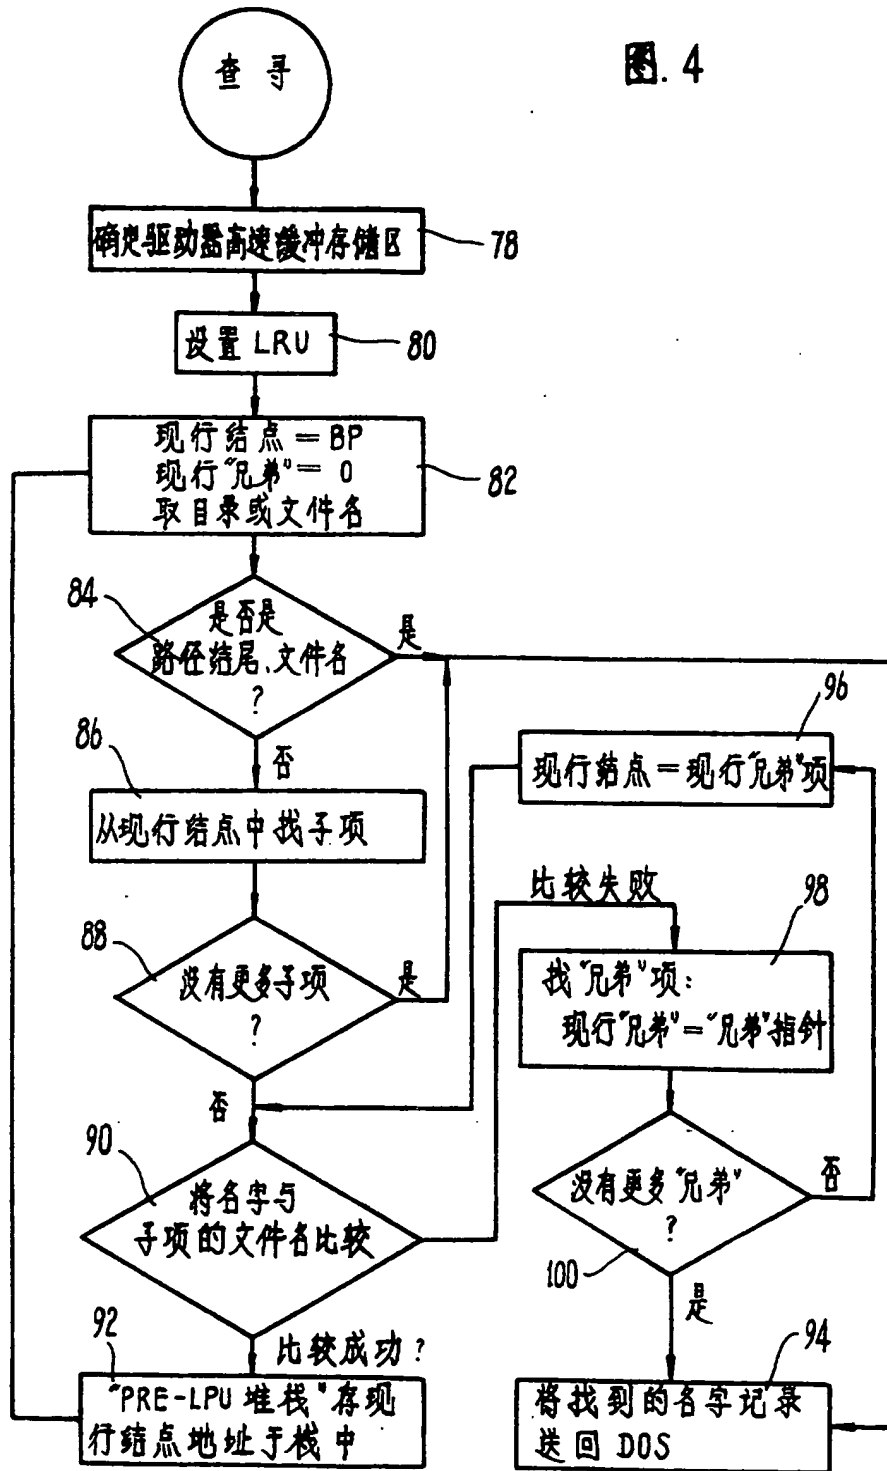 查寻
图.4
确定驱动器高速缓冲存储区
78
设置 LRU
80
现行结点 = BP
现行"兄弟" = 0
取目录或文件名
82
84
是否是
路径结尾、文件名
?
是
86
否
从现行结点中找子项
96
现行结点 = 现行"兄弟"项
88
没有更多子项
?
是
否
比较失败
98
找"兄弟"项:
现行"兄弟" = "兄弟"指针
90
将名字与
子项的文件名比较
没有更多"兄弟"
?
否
100
是
比较成功?
92
"PRE-LPU 堆栈"存现
行结点地址于栈中
94
将找到的名字记录
送回 DOS